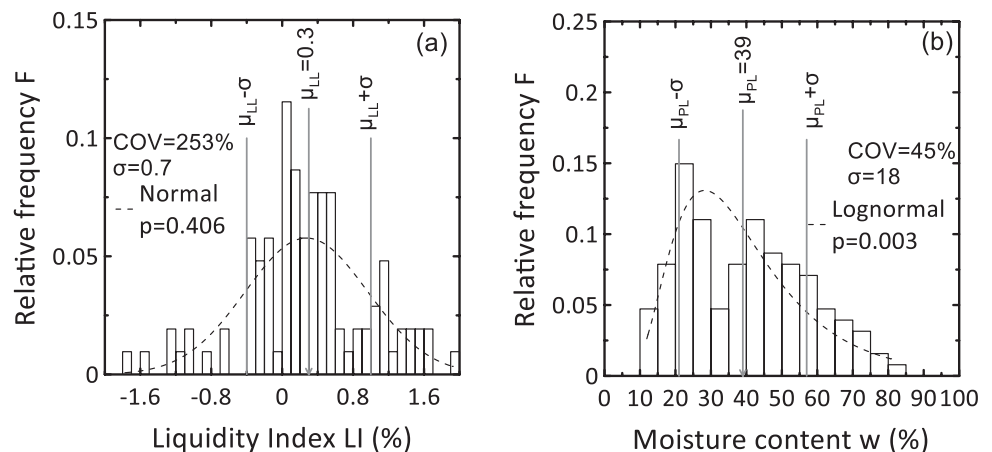 0.15
(a)
μLL-σ
μLL=0.3
μLL+σ
0.10
COV=253%
σ=0.7
Normal
p=0.406
0.05
0
Relative frequency F
-1.6 -0.8 0 0.8 1.6
Liquidity Index LI (%)
0.25
(b)
μPL-σ
μPL=39
μPL+σ
0.20
COV=45%
σ=18
0.15
Lognormal
p=0.003
0.10
0.05
0
Relative frequency F
0 10 20 30 40 50 60 70 80 90 100
Moisture content w (%)